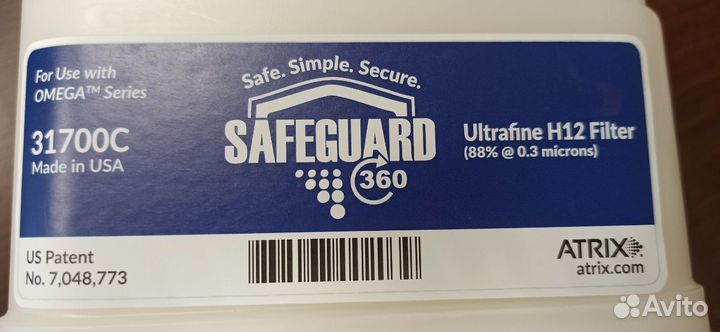 For Use with
OMEGA™ Series
31700C
Made in USA
Safe. Simple. Secure.
SAFEGUARD
360
Ultrafine H12 Filter
(88% @ 0.3 microns)
US Patent
No. 7,048,773
ATRIX
atrix.com
Avito